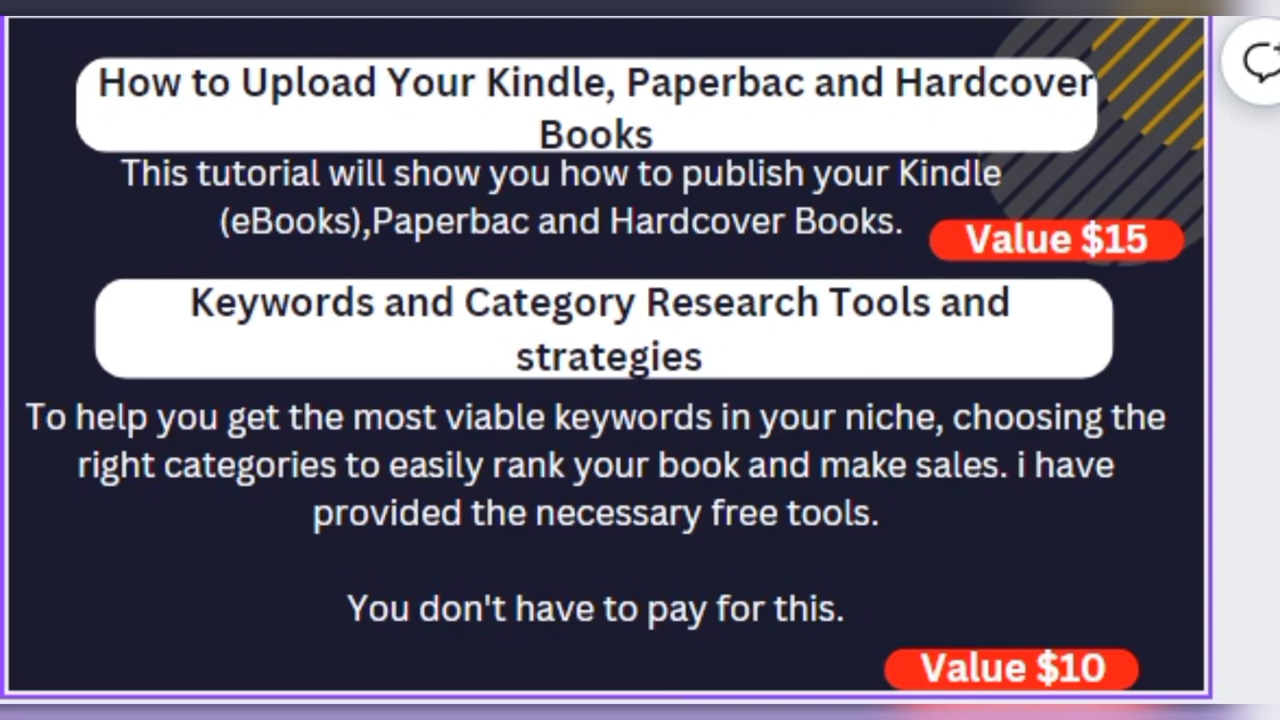 How to Upload Your Kindle, Paperbac and Hardcover
Books
This tutorial will show you how to publish your Kindle
(eBooks),Paperbac and Hardcover Books.
Value $15
Keywords and Category Research Tools and
strategies
To help you get the most viable keywords in your niche, choosing the
right categories to easily rank your book and make sales. i have
provided the necessary free tools.
You don't have to pay for this.
Value $10